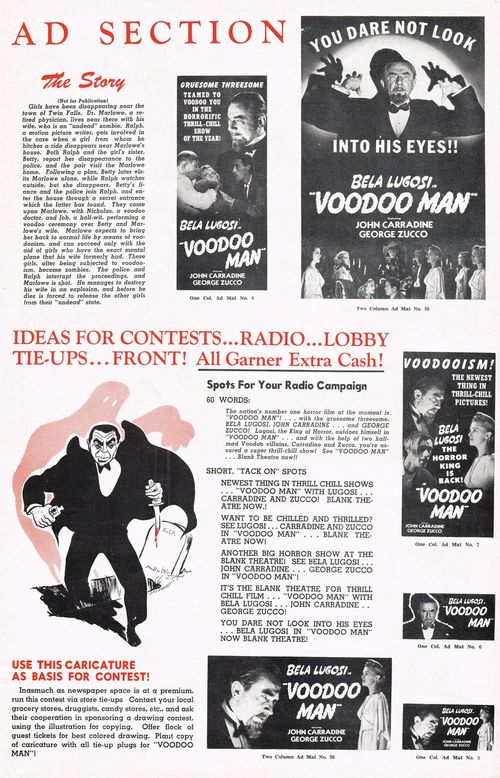 AD SECTION
The Story
(Not for Publication)
Girls have been disappearing near the
town of Twin Falls. Dr. Marlowe, a re-
tired physician, lives near there with his
wife, who is an "undead" zombie. Ralph,
a motion picture writer, gets involved in
the case when a girl from whom he
hitches a ride disappears near Marlowe's
house. Both Ralph and the girl's sister,
Betty, report her disappearance to the
police, and the pair visit the Marlowe
home. Following a plan, Betty later vis-
its Marlowe alone, while Ralph watches
outside, but she disappears. Betty's fi-
ance and the police join Ralph, and en-
ter the house through a secret entrance
which the latter has found. They come
upon Marlowe, with Nicholas, a voodoo
doctor, and Job, a half-wit, performing
a voodoo ceremony over Betty and Mar-
lowe's wife. Marlowe expects to bring
her back to normal life by means of voo-
dooism, and can succeed only with the
aid of girls who have the exact mental
plane that his wife formerly had. These
girls, after being subjected to voodoo-
ism, become zombies. The police and
Ralph interrupt the proceedings, and
Marlowe is shot. He manages to destroy
his wife in an explosion, and before he
dies is forced to release the other girls
from their "undead" state.
GRUESOME THREESOME
TEAMED TO
VOODOO YOU
IN THE
HORRORIFIC
THRILL-CHILL
SHOW
OF THE YEAR!
BELA LUGOSI..
"VOODOO
MAN"
JOHN CARRADINE
GEORGE ZUCCO
One Col. Ad Mat No. 8
YOU DARE NOT LOOK
INTO HIS EYES!!
BELA LUGOSI..
"VOODOO MAN"
featuring
JOHN CARRADINE
GEORGE ZUCCO
Two Column Ad Mat No. 25
IDEAS FOR CONTESTS...RADIO...LOBBY
TIE-UPS...FRONT! All Garner Extra Cash!
R.I.P.
Spots For Your Radio Campaign
60 WORDS:
The nation's number one horror film at the moment is
"VOODOO MAN"! . . . with the gruesome threesome,
BELA LUGOSI, JOHN CARRADINE . . . and GEORGE
ZUCCO! Lugosi, the King of Horror, outdoes himself in
"VOODOO MAN" . . . and with the help of two half-
mad Voodoo villains, Carradine and Zucco, you're as-
sured a super thrill-chill show! See "VOODOO MAN"
. . . Blank Theatre now!!
SHORT, "TACK ON" SPOTS
NEWEST THING IN THRILL CHILL SHOWS
. . . "VOODOO MAN" WITH LUGOSI . . .
CARRADINE AND ZUCCO! BLANK THE-
ATRE NOW.!
WANT TO BE CHILLED AND THRILLED?
SEE LUGOSI . . . CARRADINE AND ZUCCO
IN "VOODOO MAN" . . . BLANK THE-
ATRE NOW!
ANOTHER BIG HORROR SHOW AT THE
BLANK THEATRE! SEE BELA LUGOSI . . .
JOHN CARRADINE . . . GEORGE ZUCCO
IN "VOODOO MAN"!
IT'S THE BLANK THEATRE FOR THRILL
CHILL FILM . . . "VOODOO MAN" WITH
BELA LUGOSI . . . JOHN CARRADINE . .
GEORGE ZUCCO!
YOU DARE NOT LOOK INTO HIS EYES
. . . BELA LUGOSI IN "VOODOO MAN"
NOW BLANK THEATRE!
VOODOOISM!
THE NEWEST
THING IN
THRILL-CHILL
PICTURES!
BELA
LUGOSI
THE
HORROR
KING
IS
BACK!
"VOODOO
MAN"
JOHN CARRADINE
GEORGE ZUCCO
One Col. Ad Mat No. 7
BELA LUGOSI..
"VOODOO
MAN"
One Col. Ad Mat No. 6
USE THIS CARICATURE
AS BASIS FOR CONTEST!
Inasmuch as newspaper space is at a premium,
run this contest via store tie-ups Contact your local
grocery stores, druggists, candy stores, etc., and ask
their cooperation in sponsoring a drawing contest,
using the illustration for copying. Offer flock of
guest tickets for best colored drawing. Plant copy
of caricature with all tie-up plugs for "VOODOO
MAN"!
BELA LUGOSI..
"VOODOO
MAN"
JOHN CARRADINE
GEORGE ZUCCO
Two Column Ad Mat No. 26
BELA LUGOSI..
"VOODOO
MAN"
JOHN CARRADINE
GEORGE ZUCCO
One Col. Ad Mat No. 5